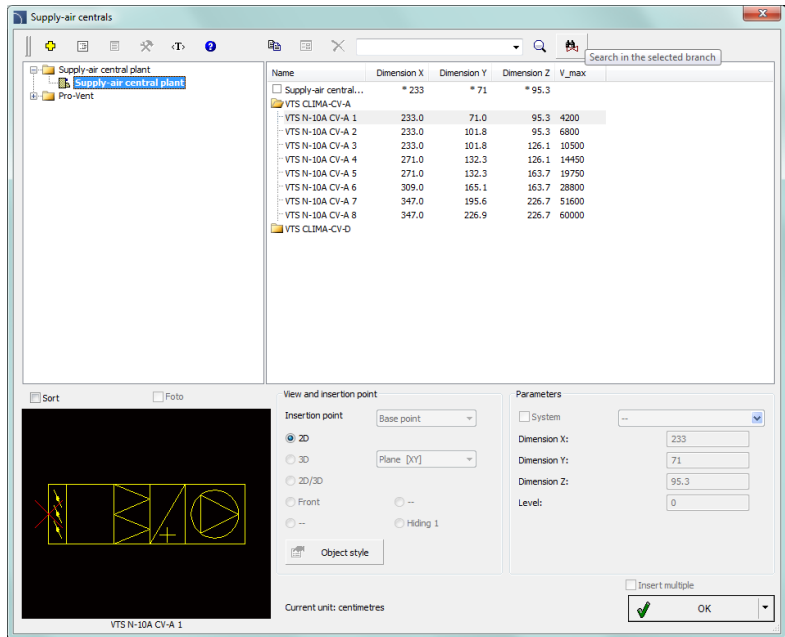 Supply-air centrals
‹T›
Search in the selected branch
Supply-air central plant
Supply-air central plant
Pro-Vent
Name Dimension X Dimension Y Dimension Z V_max
Supply-air central... * 233 * 71 * 95.3
VTS CLIMA-CV-A
VTS N-10A CV-A 1 233.0 71.0 95.3 4200
VTS N-10A CV-A 2 233.0 101.8 95.3 6800
VTS N-10A CV-A 3 233.0 101.8 126.1 10500
VTS N-10A CV-A 4 271.0 132.3 126.1 14450
VTS N-10A CV-A 5 271.0 132.3 163.7 19750
VTS N-10A CV-A 6 309.0 165.1 163.7 28800
VTS N-10A CV-A 7 347.0 195.6 226.7 51600
VTS N-10A CV-A 8 347.0 226.9 226.7 60000
VTS CLIMA-CV-D
Sort Foto
VTS N-10A CV-A 1
View and insertion point
Insertion point Base point
2D
3D Plane [XY]
2D/3D
Front --
-- Hiding 1
Object style
Current unit: centimetres
Parameters
System --
Dimension X: 233
Dimension Y: 71
Dimension Z: 95.3
Level: 0
Insert multiple
OK